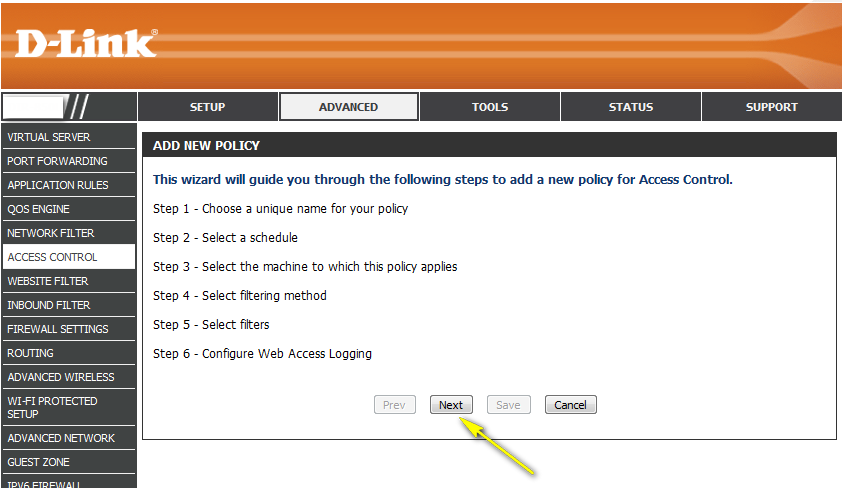 D-Link®
SETUP
ADVANCED
TOOLS
STATUS
SUPPORT
VIRTUAL SERVER
PORT FORWARDING
APPLICATION RULES
QOS ENGINE
NETWORK FILTER
ACCESS CONTROL
WEBSITE FILTER
INBOUND FILTER
FIREWALL SETTINGS
ROUTING
ADVANCED WIRELESS
WI-FI PROTECTED
SETUP
ADVANCED NETWORK
GUEST ZONE
IPV6 FIREWALL
ADD NEW POLICY
This wizard will guide you through the following steps to add a new policy for Access Control.
Step 1 - Choose a unique name for your policy
Step 2 - Select a schedule
Step 3 - Select the machine to which this policy applies
Step 4 - Select filtering method
Step 5 - Select filters
Step 6 - Configure Web Access Logging
Prev
Next
Save
Cancel